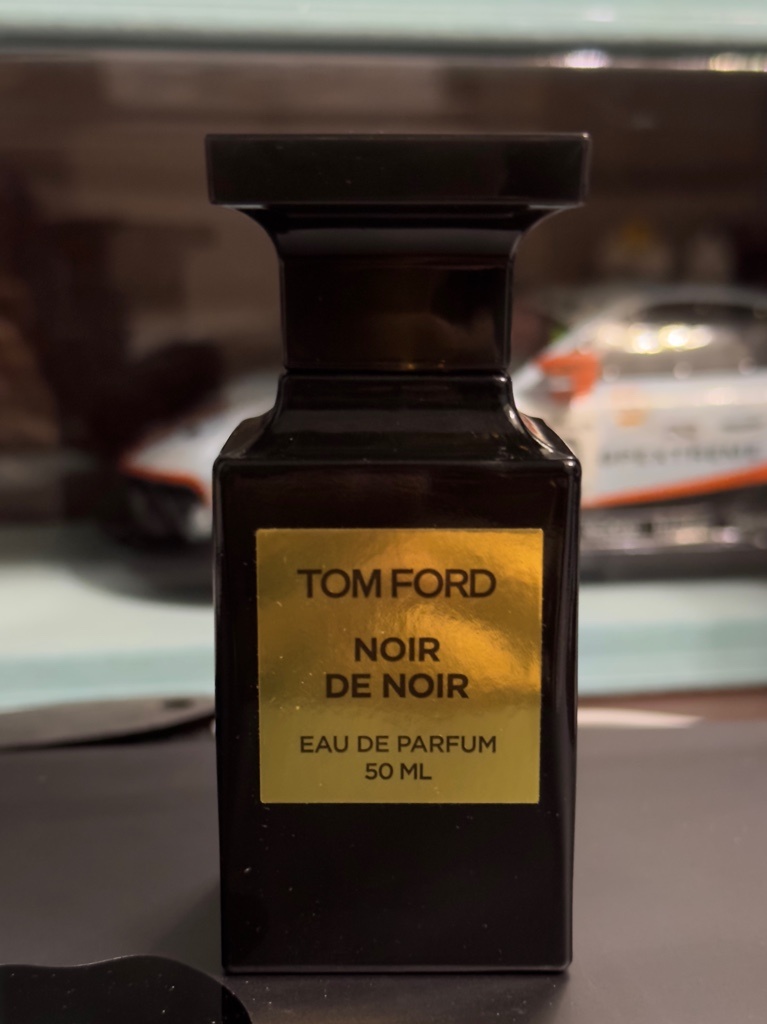 TOM FORD
NOIR
DE NOIR
EAU DE PARFUM
50 ML